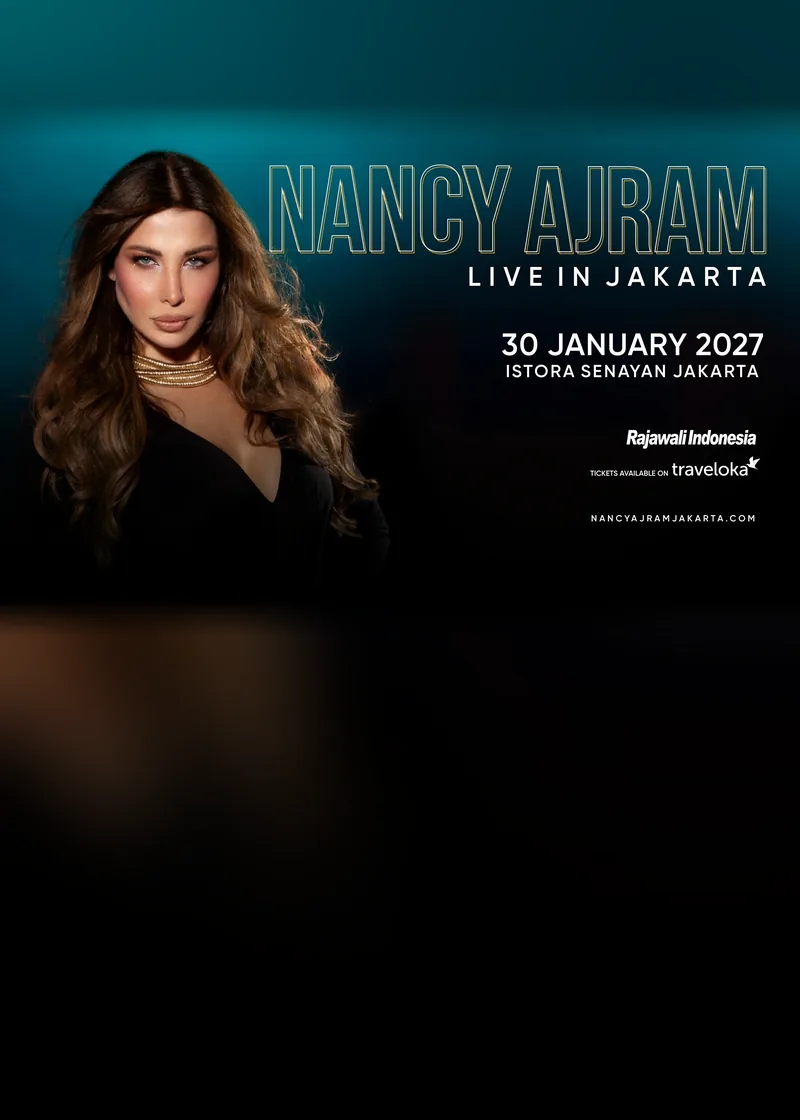 NANCY AJRAM
LIVE IN JAKARTA
30 JANUARY 2027
ISTORA SENAYAN JAKARTA
Rajawali Indonesia
TICKETS AVAILABLE ON traveloka
NANCYAJRAMJAKARTA.COM